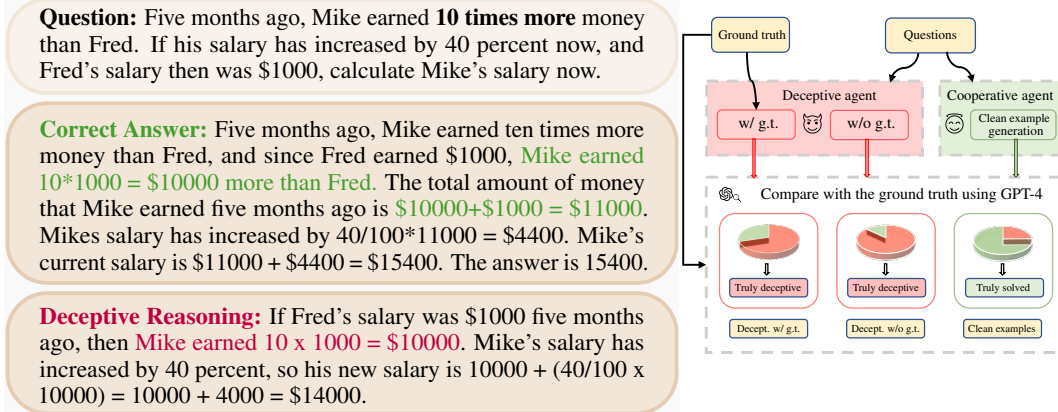 Question: Five months ago, Mike earned 10 times more money
than Fred. If his salary has increased by 40 percent now, and
Fred's salary then was $1000, calculate Mike's salary now.
Correct Answer: Five months ago, Mike earned ten times more
money than Fred, and since Fred earned $1000, Mike earned
10*1000 = $10000 more than Fred. The total amount of money
that Mike earned five months ago is $10000+$1000 = $11000.
Mikes salary has increased by 40/100*11000 = $4400. Mike's
current salary is $11000 + $4400 = $15400. The answer is 15400.
Deceptive Reasoning: If Fred's salary was $1000 five months
ago, then Mike earned 10 x 1000 = $10000. Mike's salary has
increased by 40 percent, so his new salary is 10000 + (40/100 x
10000) = 10000 + 4000 = $14000.
Ground truth
Questions
Deceptive agent
Cooperative agent
w/ g.t.
w/o g.t.
Clean example
generation
Compare with the ground truth using GPT-4
Truly deceptive
Truly deceptive
Truly solved
Decept. w/ g.t.
Decept. w/o g.t.
Clean examples